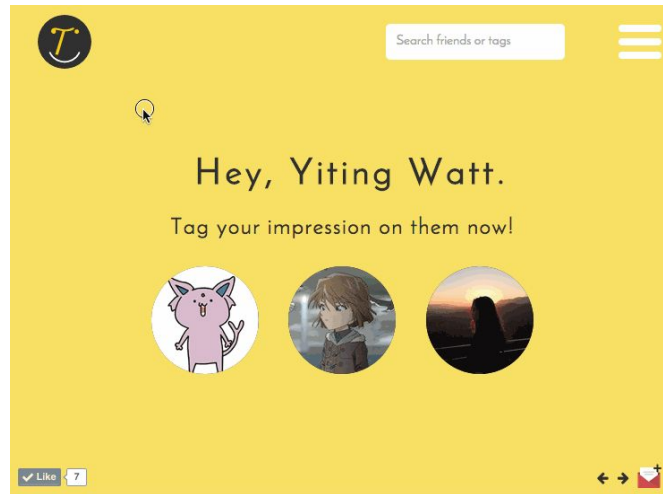 T
Search friends or tags
Hey, Yiting Watt.
Tag your impression on them now!
Like 7